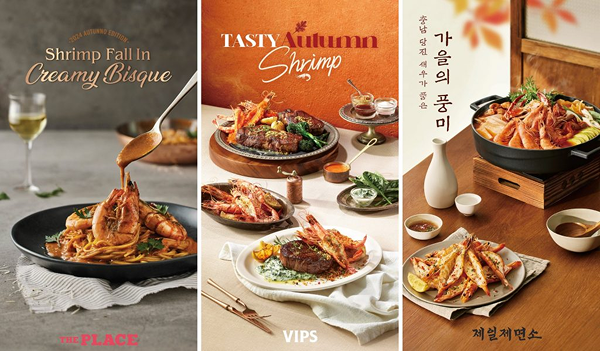 2024 AUTUMNS EDITION
Shrimp Fall In
Creamy Bisque
THE PLACE
TASTY Autumn
Shrimp
VIPS
가을의 풍미
충남 당진 새우가 품은
제일제면소